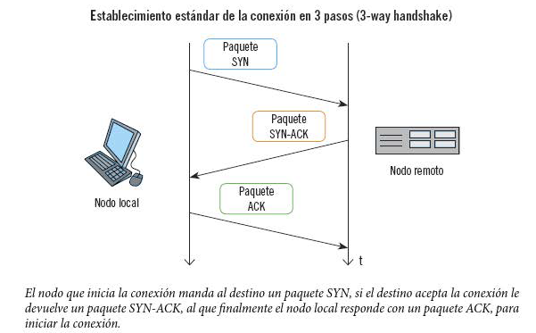 Establecimiento estándar de la conexión en 3 pasos (3-way handshake)
Paquete
SYN
Paquete
SYN-ACK
Nodo remoto
Paquete
ACK
Nodo local
t
El nodo que inicia la conexión manda al destino un paquete SYN, si el destino acepta la conexión le
devuelve un paquete SYN-ACK, al que finalmente el nodo local responde con un paquete ACK, para
iniciar la conexión.